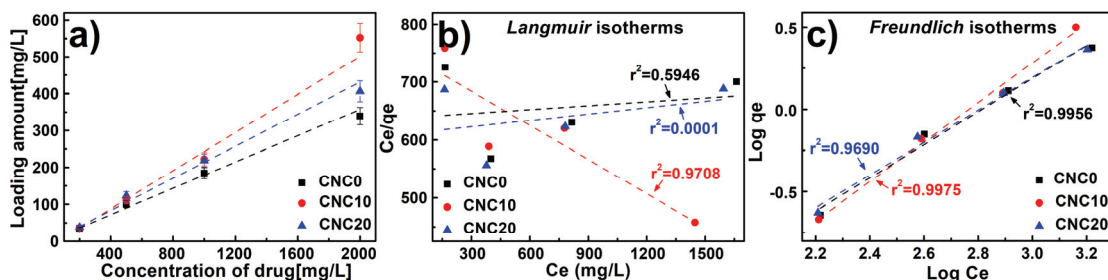 a)
Loading amount[mg/L]
600
500
400
300
200
100
0
0 400 800 1200 1600 2000
Concentration of drug[mg/L]
CNC0
CNC10
CNC20
b)
Langmuir isotherms
Ce/qe
800
700
600
500
300 600 900 1200 1500
Ce (mg/L)
r²=0.5946
r²=0.0001
r²=0.9708
CNC0
CNC10
CNC20
c)
Freundlich isotherms
Log qe
0.5
0.0
-0.5
2.2 2.4 2.6 2.8 3.0 3.2
Log Ce
r²=0.9956
r²=0.9690
r²=0.9975
CNC0
CNC10
CNC20